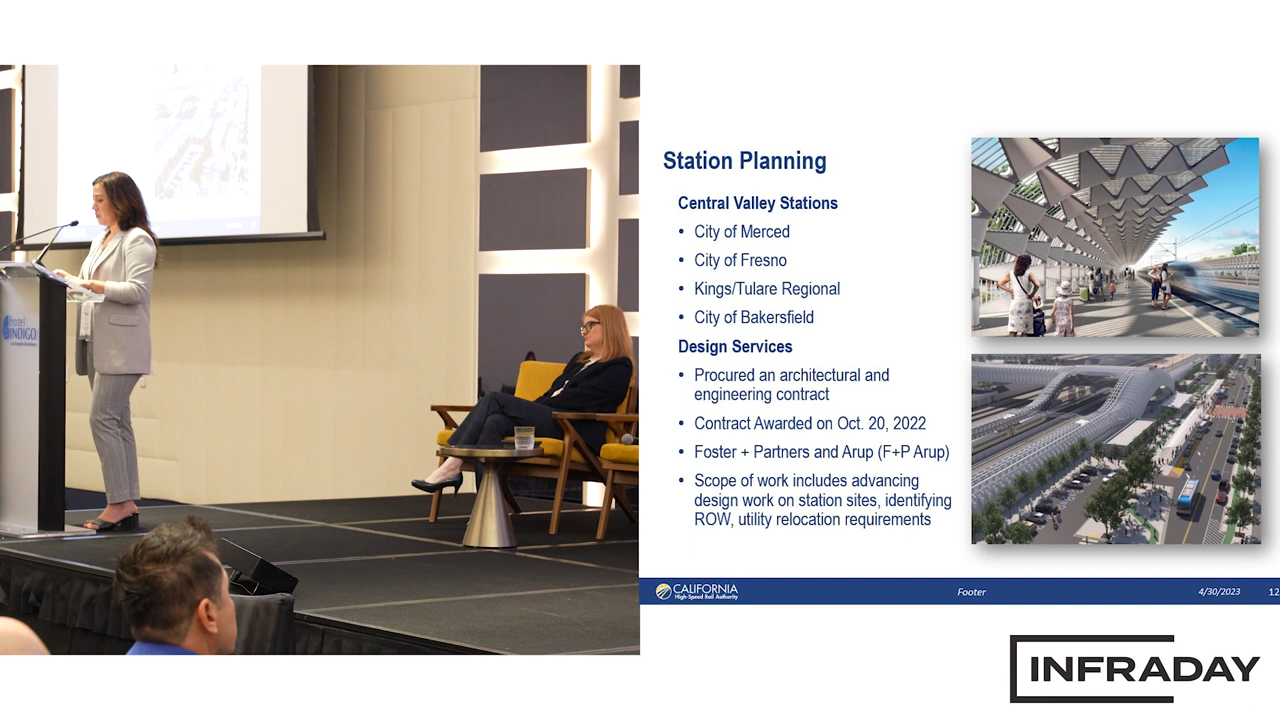 hotel
INDIGO
Station Planning
Central Valley Stations
• City of Merced
• City of Fresno
• Kings/Tulare Regional
• City of Bakersfield
Design Services
• Procured an architectural and
engineering contract
• Contract Awarded on Oct. 20, 2022
• Foster + Partners and Arup (F+P Arup)
• Scope of work includes advancing
design work on station sites, identifying
ROW, utility relocation requirements
CALIFORNIA
High-Speed Rail Authority
Footer
4/30/2023
12
INFRADAY